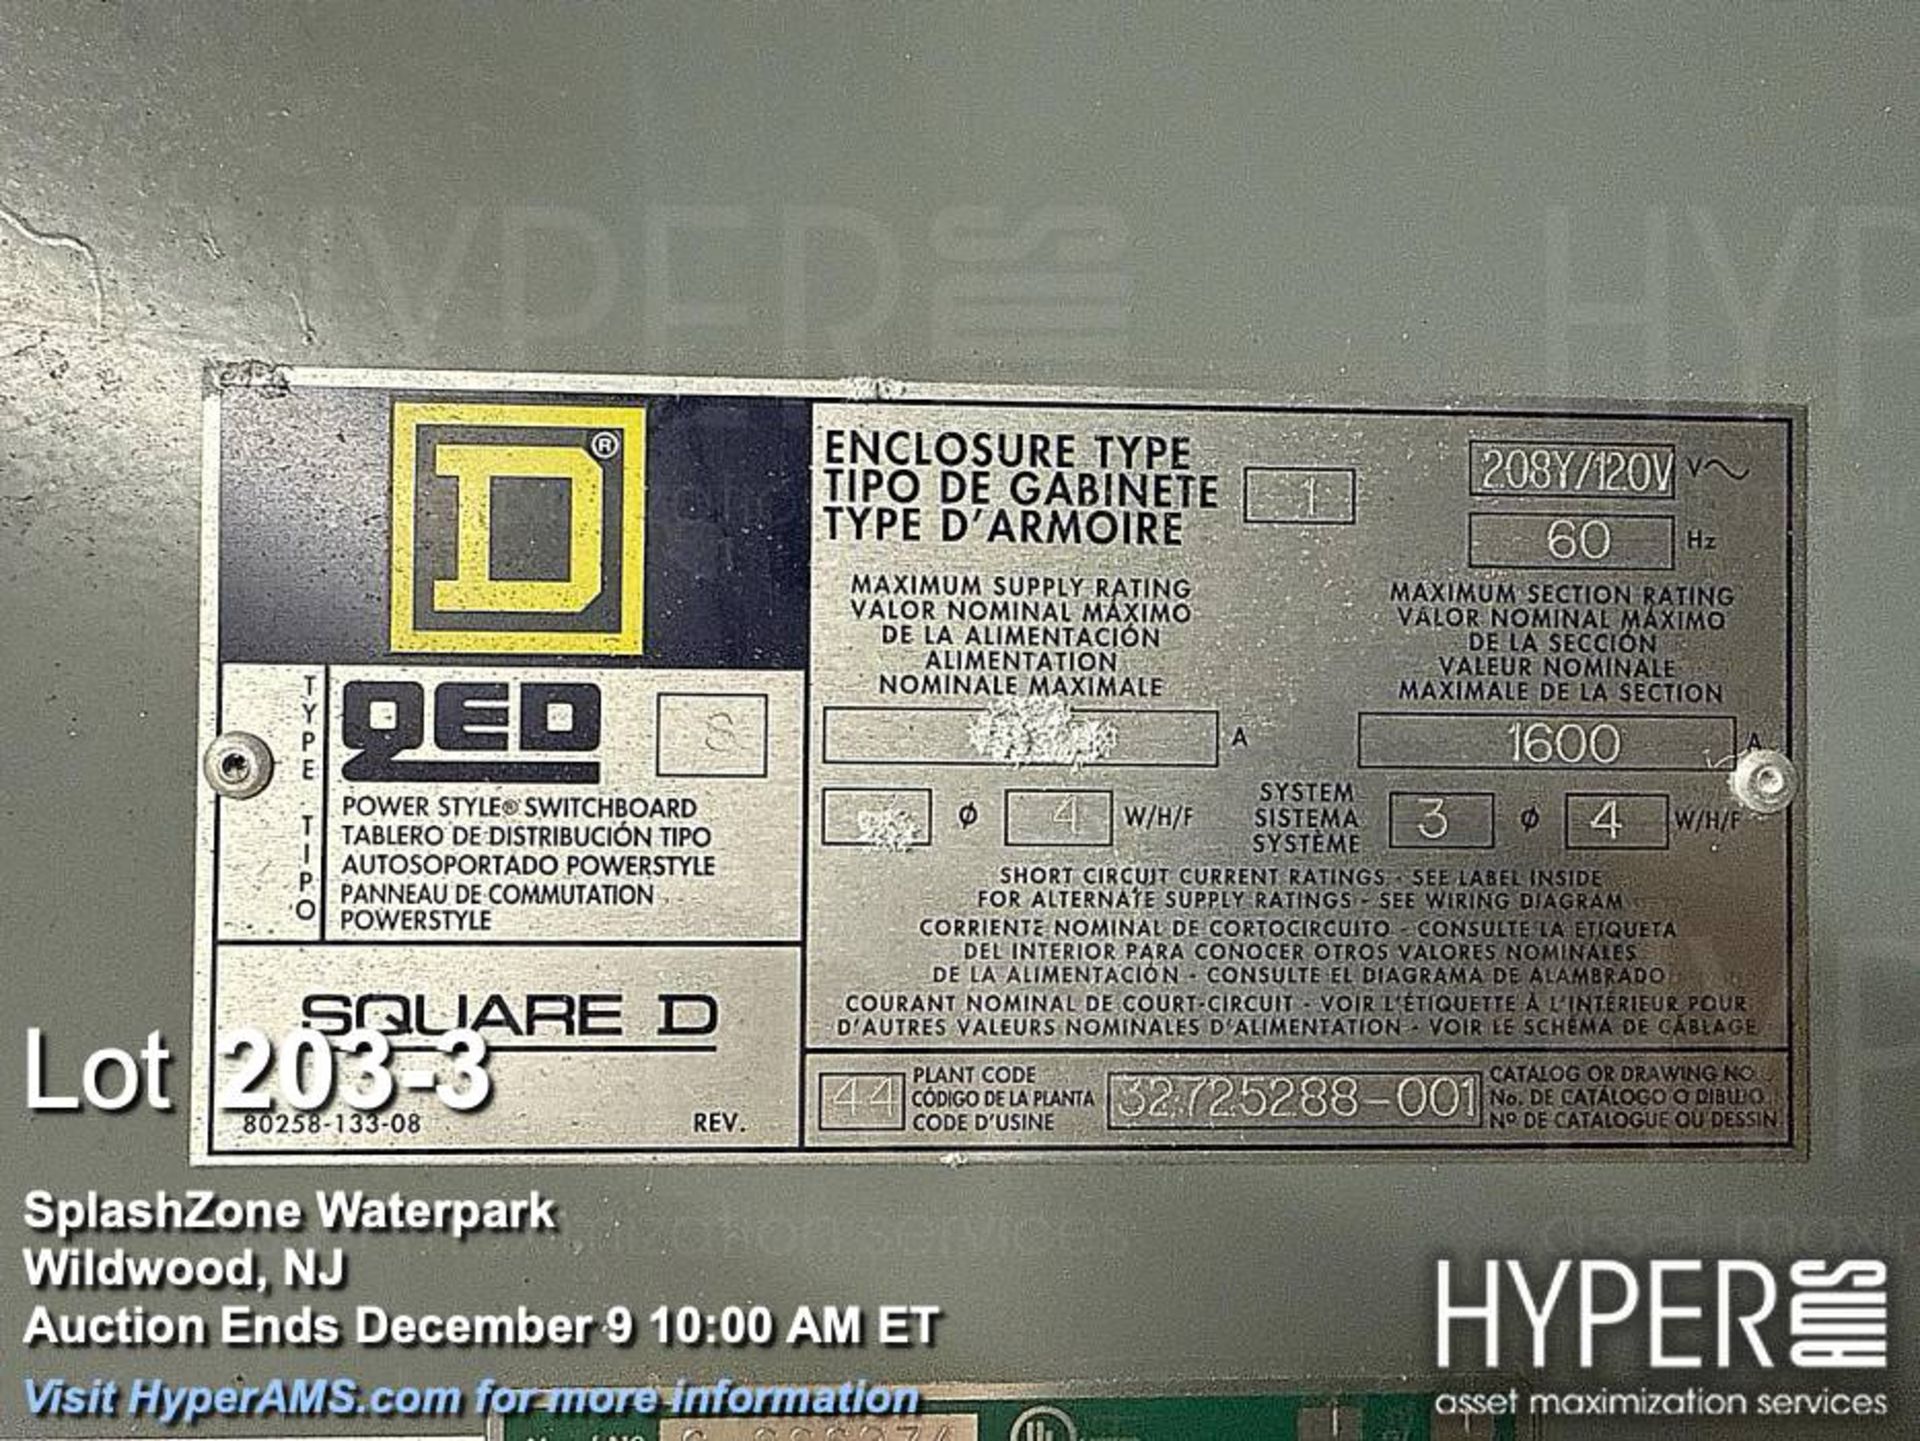 D®
ENCLOSURE TYPE
TIPO DE GABINETE
TYPE D'ARMOIRE
1
208Y/120V V~
60 Hz
MAXIMUM SUPPLY RATING
VALOR NOMINAL MÁXIMO
DE LA ALIMENTACIÓN
ALIMENTATION
NOMINALE MAXIMALE
A
MAXIMUM SECTION RATING
VALOR NOMINAL MÁXIMO
DE LA SECCIÓN
VALEUR NOMINALE
MAXIMALE DE LA SECTION
1600 A
TYPE
TIPO
QED
POWER STYLE® SWITCHBOARD
TABLERO DE DISTRIBUCIÓN TIPO
AUTOSOPORTADO POWERSTYLE
PANNEAU DE COMMUTATION
POWERSTYLE
ø 4 W/H/F
SYSTEM
SISTEMA
SYSTÈME
3 ø 4 W/H/F
SHORT CIRCUIT CURRENT RATINGS - SEE LABEL INSIDE
FOR ALTERNATE SUPPLY RATINGS - SEE WIRING DIAGRAM
CORRIENTE NOMINAL DE CORTOCIRCUITO - CONSULTE LA ETIQUETA
DEL INTERIOR PARA CONOCER OTROS VALORES NOMINALES
DE LA ALIMENTACIÓN - CONSULTE EL DIAGRAMA DE ALAMBRADO
COURANT NOMINAL DE COURT-CIRCUIT - VOIR L'ÉTIQUETTE À L'INTÉRIEUR POUR
D'AUTRES VALEURS NOMINALES D'ALIMENTATION - VOIR LE SCHÉMA DE CÂBLAGE
SQUARE D
80258-133-08 REV.
44
PLANT CODE
CÓDIGO DE LA PLANTA
CODE D'USINE
32725288-001
CATALOG OR DRAWING NO.
No. DE CATÁLOGO O DIBUJO
Nº DE CATALOGUE OU DESSIN
Lot 203-3
SplashZone Waterpark
Wildwood, NJ
Auction Ends December 9 10:00 AM ET
Visit HyperAMS.com for more information
HYPER AMS
asset maximization services